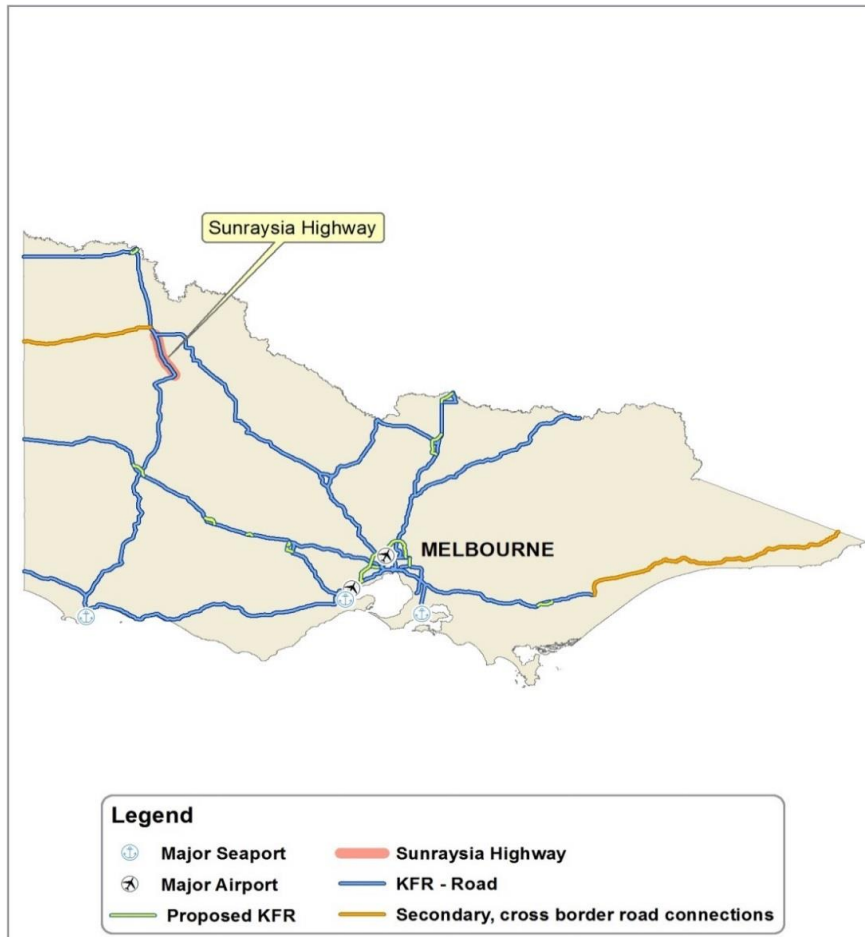 Sunraysia Highway
MELBOURNE
Legend
Major Seaport
Sunraysia Highway
Major Airport
KFR - Road
Proposed KFR
Secondary, cross border road connections